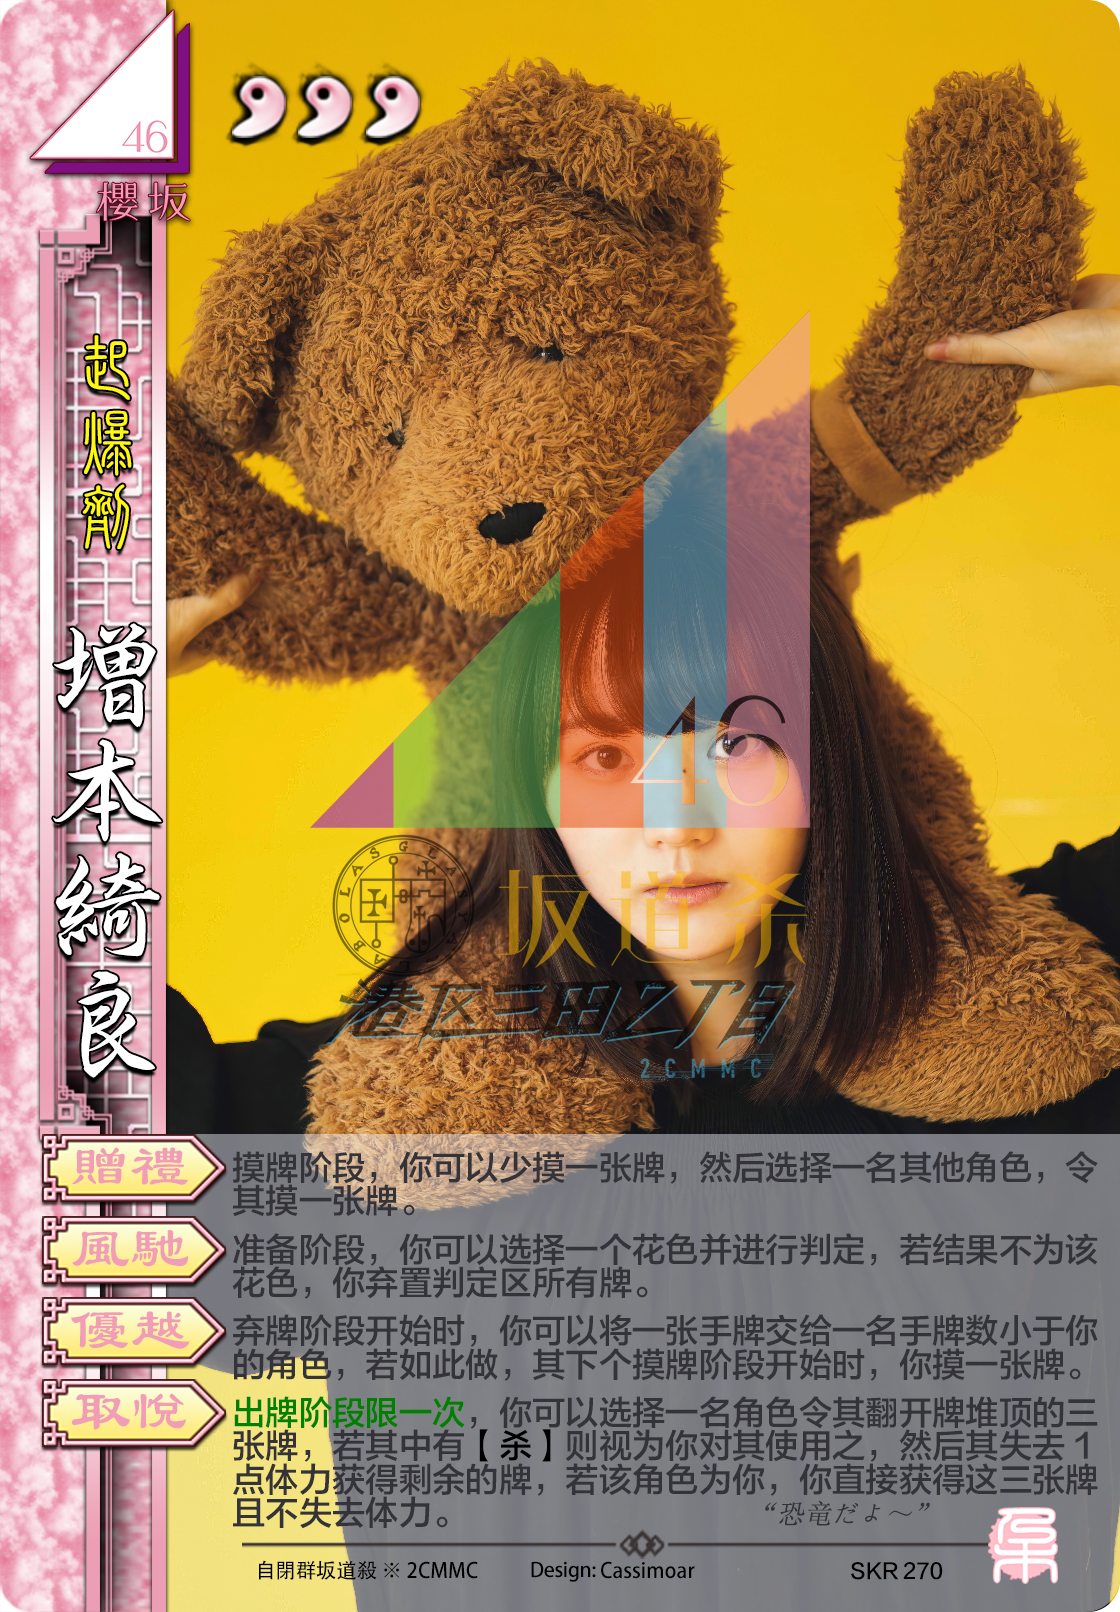 46
櫻坂
起爆劑
増本綺良
46
坂道杀
港区三田2丁目
2CMMC
贈禮
摸牌阶段，你可以少摸一张牌，然后选择一名其他角色，令
其摸一张牌。
風馳
准备阶段，你可以选择一个花色并进行判定，若结果不为该
花色，你弃置判定区所有牌。
優越
弃牌阶段开始时，你可以将一张手牌交给一名手牌数小于你
的角色，若如此做，其下个摸牌阶段开始时，你摸一张牌。
取悅
出牌阶段限一次，你可以选择一名角色令其翻开牌堆顶的三
张牌，若其中有【杀】则视为你对其使用之，然后其失去 1
点体力获得剩余的牌，若该角色为你，你直接获得这三张牌
且不失去体力。
“恐竜だよ～”
自閉群坂道殺 ※ 2CMMC
Design: Cassimoar
SKR 270